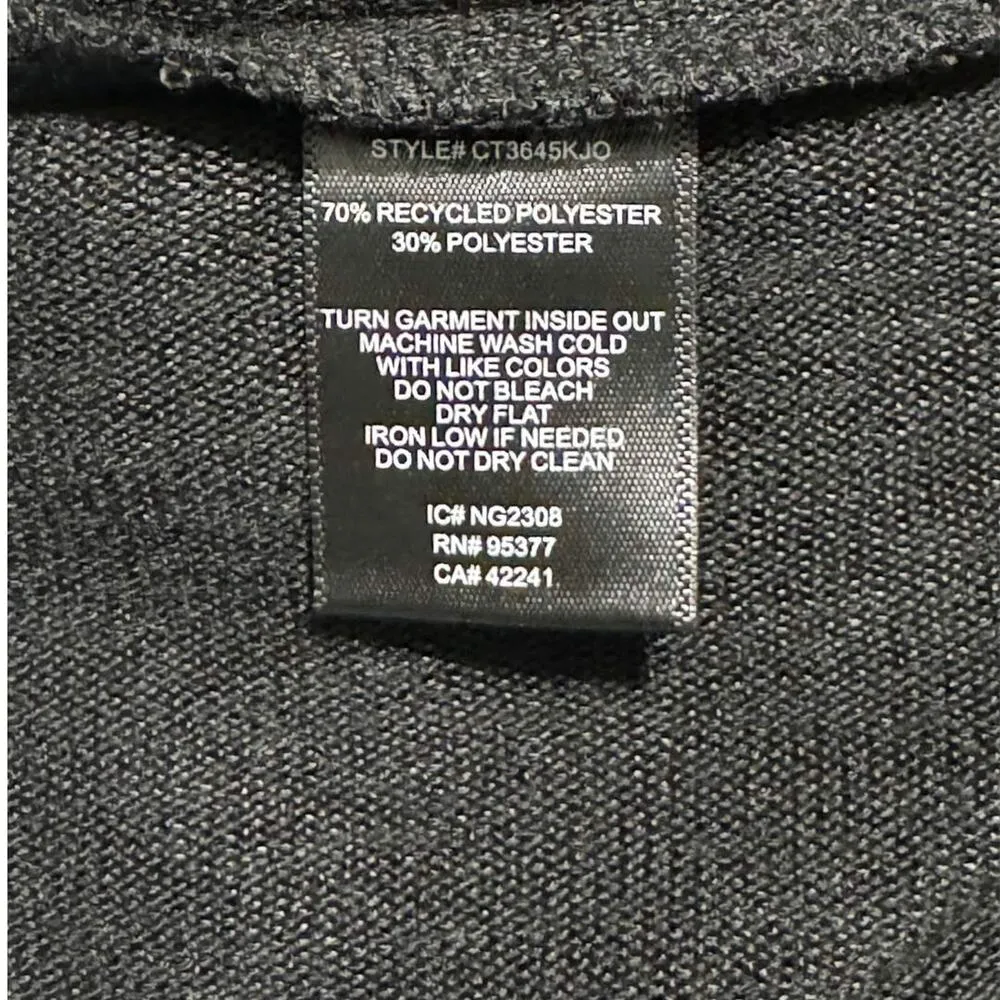 STYLE# CT3645KJO
70% RECYCLED POLYESTER
30% POLYESTER
TURN GARMENT INSIDE OUT
MACHINE WASH COLD
WITH LIKE COLORS
DO NOT BLEACH
DRY FLAT
IRON LOW IF NEEDED
DO NOT DRY CLEAN
IC# NG2308
RN# 95377
CA# 42241